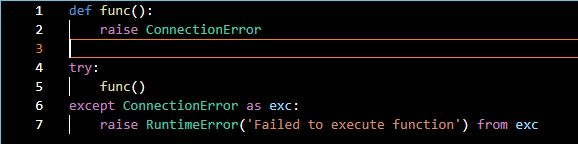 1 def func():
2     raise ConnectionError
3
4 try:
5     func()
6 except ConnectionError as exc:
7     raise RuntimeError('Failed to execute function') from exc